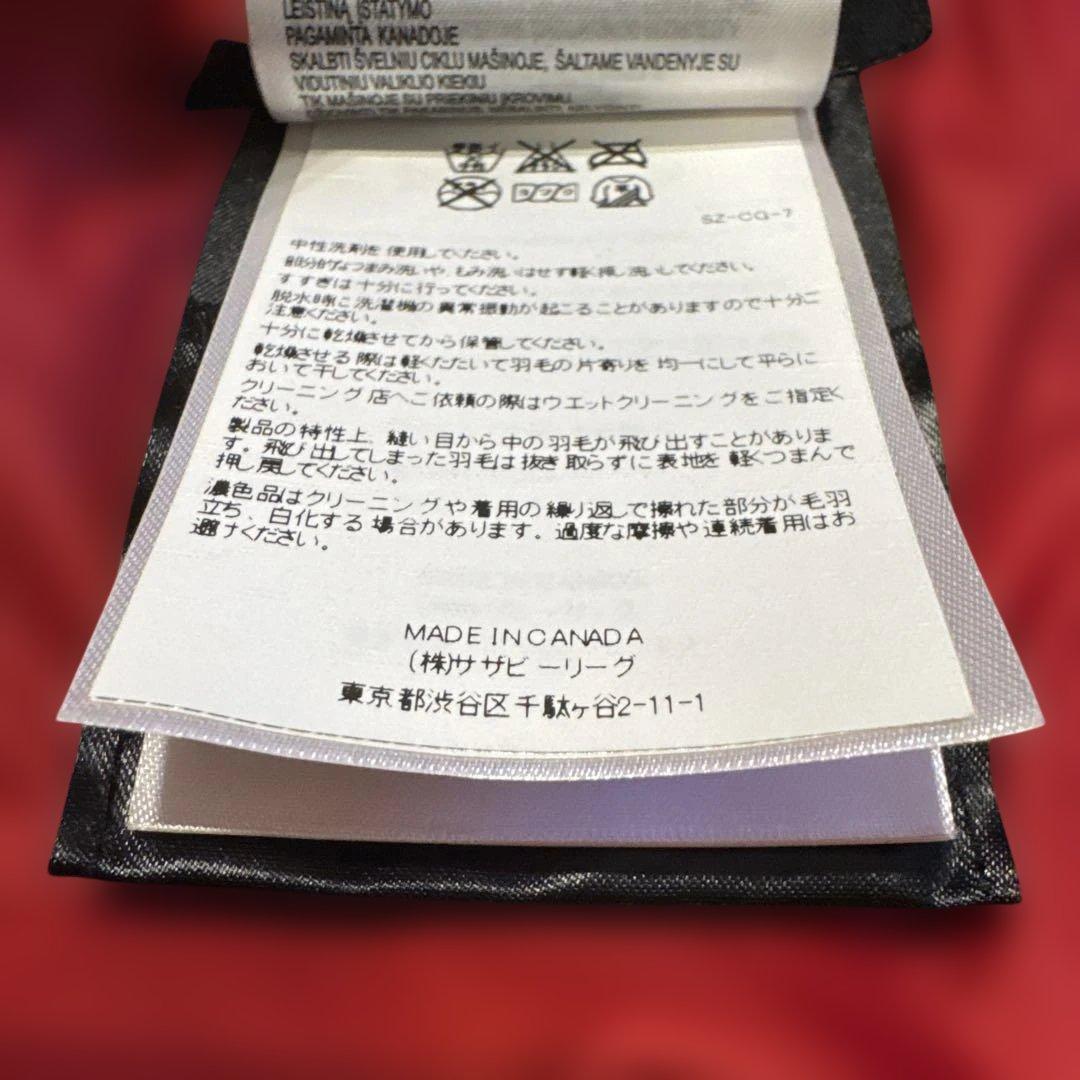 LEISTINA ĮSTATYMO
PAGAMINTA KANADOJE
SKALBTI ŠVELNIU CIKLU MAŠINOJE, ŠALTAME VANDENYJE SU
VIDUTINIU VALIKLIO KIEKIU
TIK MAŠINOJE SU PRIEKINIU ĮKROVIMU
SZ-CG-7
中性洗剤を使用してください。
部分的なつまみ洗いや、もみ洗いはせず軽く押し洗いしてください。
すすぎは十分に行ってください。
脱水時に洗濯機の異常振動が起こることがありますので十分ご
注意ください。
十分に乾燥させてから保管してください。
乾燥させる際は軽くたたいて羽毛の片寄りを均一にして平らに
おいて干してください。
クリーニング店へご依頼の際はウエットクリーニングをご指定く
ださい。
製品の特性上、縫い目から中の羽毛が飛び出すことがありま
す。飛び出してしまった羽毛は抜き取らずに表地を軽くつまんで
押し戻してください。
濃色品はクリーニングや着用の繰り返しで擦れた部分が毛羽
立ち、白化する場合があります。過度な摩擦や連続着用はお
避けください。
MADE IN CANADA
(株)サザビーリーグ
東京都渋谷区千駄ヶ谷2-11-1